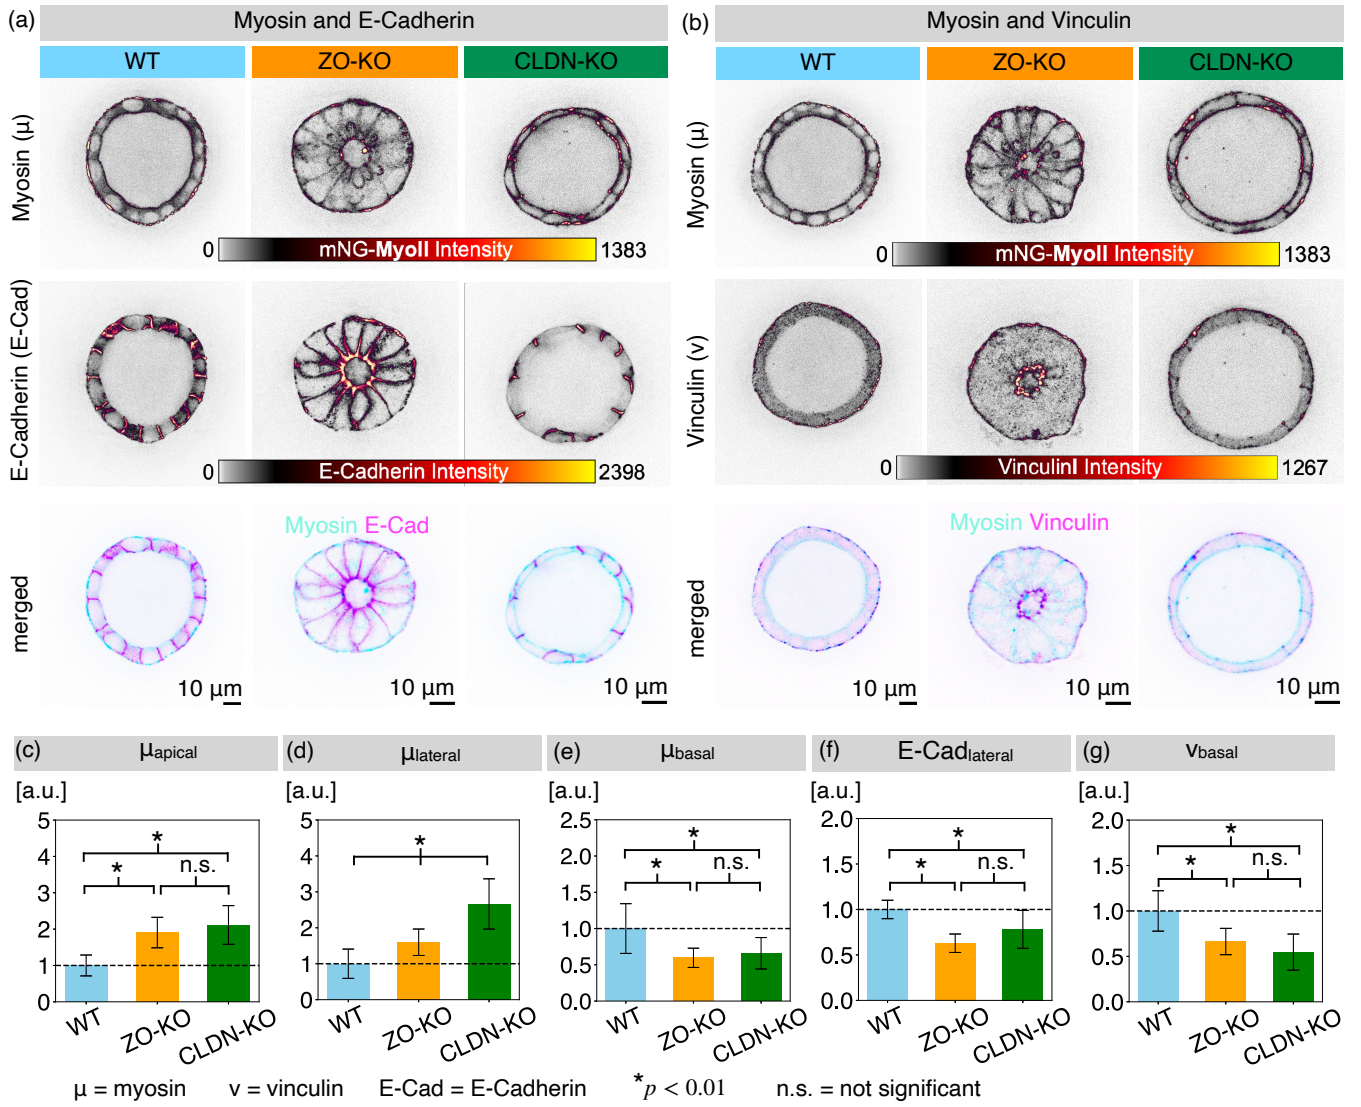 (a) Myosin and E-Cadherin
WT ZO-KO CLDN-KO
Myosin (μ)
0 mNG-MyoII Intensity 1383
E-Cadherin (E-Cad)
0 E-Cadherin Intensity 2398
merged
Myosin E-Cad
10 μm 10 μm 10 μm
(b) Myosin and Vinculin
WT ZO-KO CLDN-KO
Myosin (μ)
0 mNG-MyoII Intensity 1383
Vinculin (ν)
0 VinculinI Intensity 1267
merged
Myosin Vinculin
10 μm 10 μm 10 μm
(c) μapical
[a.u.]
5
4
3
2
1
0
*
* n.s.
WT ZO-KO CLDN-KO
(d) μlateral
[a.u.]
5
4
3
2
1
0
*
WT ZO-KO CLDN-KO
(e) μbasal
[a.u.]
2.5
2.0
1.5
1.0
0.5
0.0
*
* n.s.
WT ZO-KO CLDN-KO
(f) E-Cadlateral
[a.u.]
2.0
1.5
1.0
0.5
0.0
*
* n.s.
WT ZO-KO CLDN-KO
(g) νbasal
[a.u.]
2.0
1.5
1.0
0.5
0.0
*
* n.s.
WT ZO-KO CLDN-KO
μ = myosin ν = vinculin E-Cad = E-Cadherin *p < 0.01 n.s. = not significant